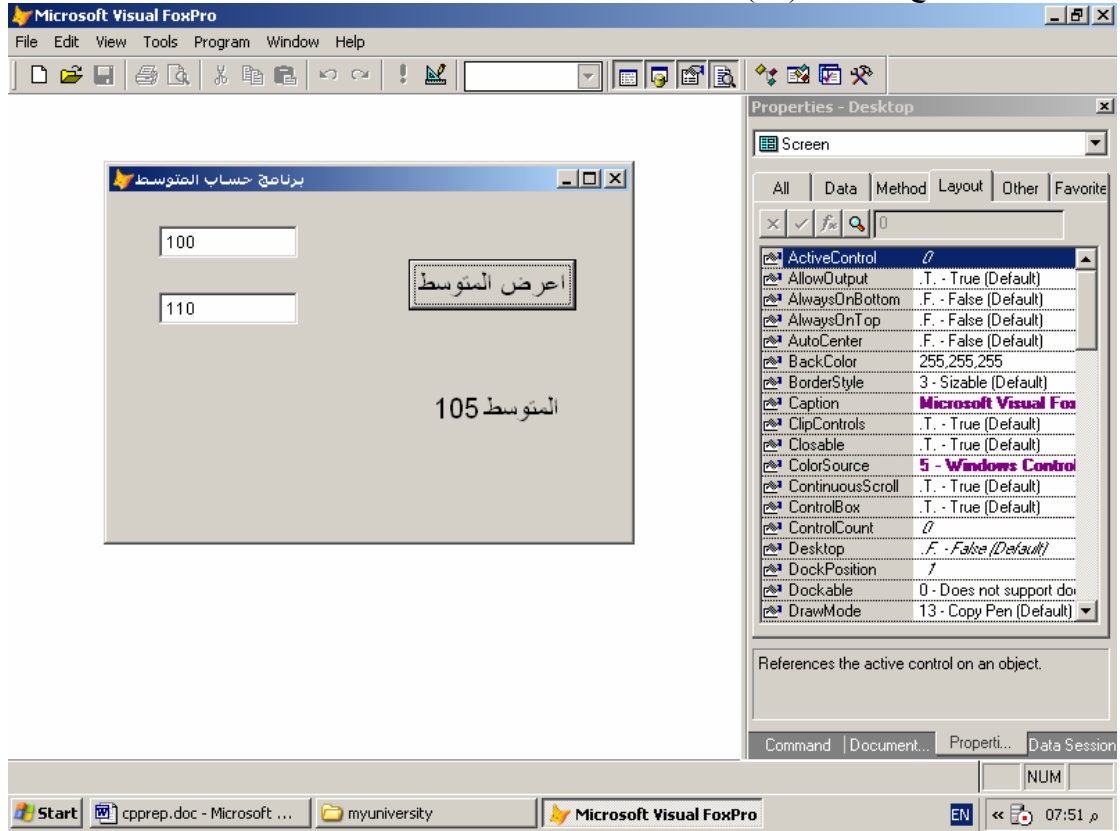 Microsoft Visual FoxPro
File Edit View Tools Program Window Help
Properties - Desktop
Screen
برنامج حساب المتوسط
All Data Method Layout Other Favorite
0
100
110
اعرض المتوسط
المتوسط 105
ActiveControl 0
AllowOutput .T. - True (Default)
AlwaysOnBottom .F. - False (Default)
AlwaysOnTop .F. - False (Default)
AutoCenter .F. - False (Default)
BackColor 255,255,255
BorderStyle 3 - Sizable (Default)
Caption Microsoft Visual Fox
ClipControls .T. - True (Default)
Closable .T. - True (Default)
ColorSource 5 - Windows Control
ContinuousScroll .T. - True (Default)
ControlBox .T. - True (Default)
ControlCount 0
Desktop .F. - False (Default)
DockPosition 1
Dockable 0 - Does not support do
DrawMode 13 - Copy Pen (Default)
References the active control on an object.
Command Document... Properti... Data Session
NUM
Start cpprep.doc - Microsoft ... myuniversity Microsoft Visual FoxPro EN « 07:51 م